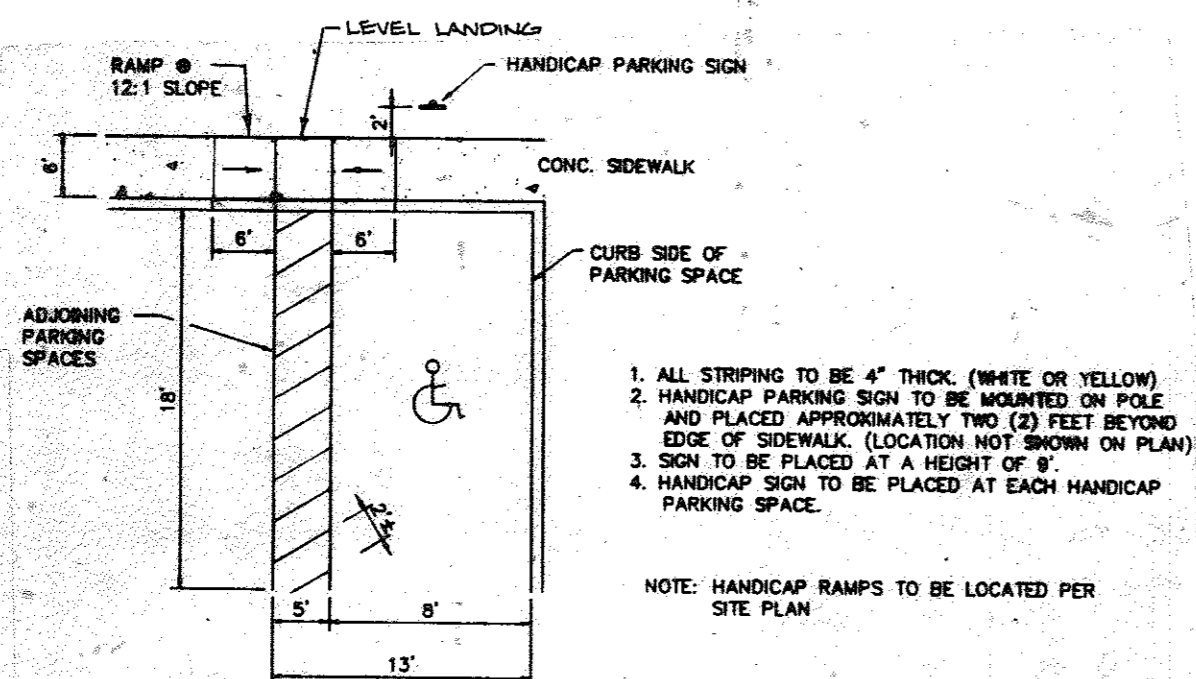 LEVEL LANDING
RAMP @
12:1 SLOPE
HANDICAP PARKING SIGN
2'
6'
CONC. SIDEWALK
6'
6'
CURB SIDE OF
PARKING SPACE
ADJOINING
PARKING
SPACES
18'
1. ALL STRIPING TO BE 4" THICK. (WHITE OR YELLOW)
2. HANDICAP PARKING SIGN TO BE MOUNTED ON POLE
AND PLACED APPROXIMATELY TWO (2) FEET BEYOND
EDGE OF SIDEWALK. (LOCATION NOT SHOWN ON PLAN)
3. SIGN TO BE PLACED AT A HEIGHT OF 9'.
4. HANDICAP SIGN TO BE PLACED AT EACH HANDICAP
PARKING SPACE.
NOTE: HANDICAP RAMPS TO BE LOCATED PER
SITE PLAN
5'
8'
13'